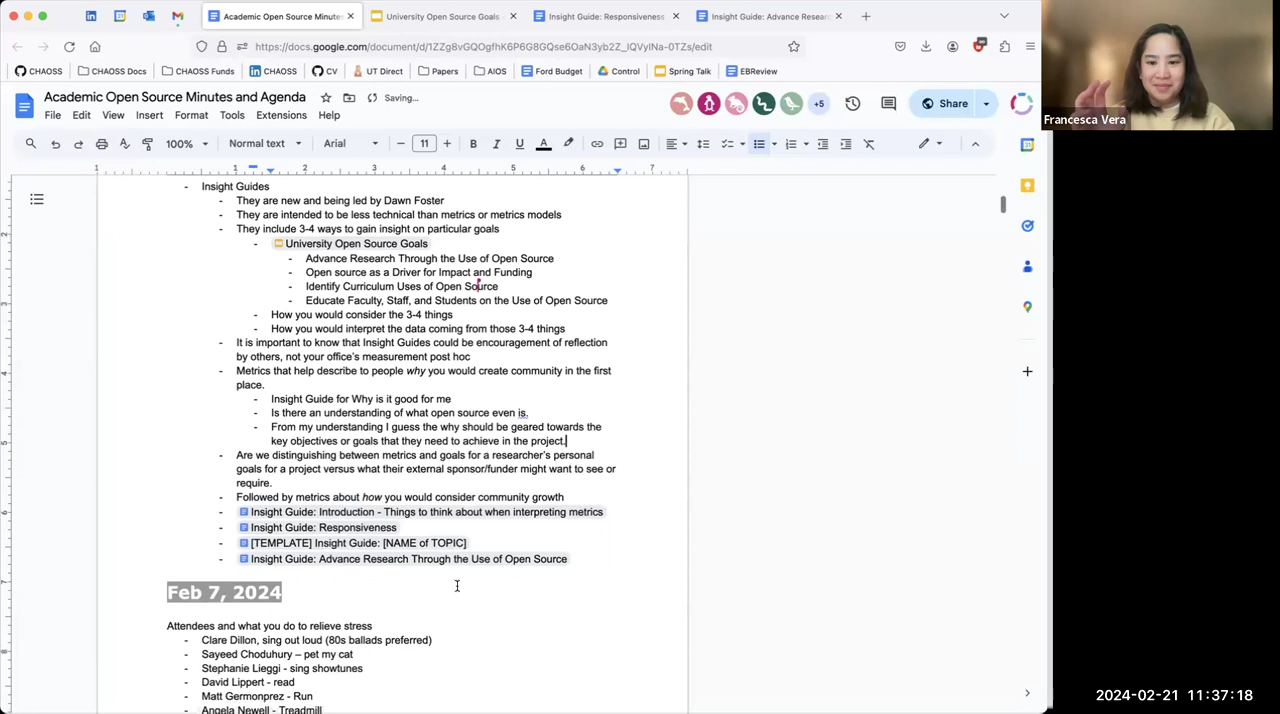 Academic Open Source Minutes
University Open Source Goals
Insight Guide: Responsiveness
Insight Guide: Advance Researc
https://docs.google.com/document/d/1ZZg8vGQOgfhK6P6G8GQse6OaN3yb2Z_IQVyINa-0TZs/edit
CHAOSS
CHAOSS Docs
CHAOSS Funds
CHAOSS
CV
UT Direct
Papers
AIOS
Ford Budget
Control
Spring Talk
EBReview
Academic Open Source Minutes and Agenda
Saving...
File Edit View Insert Format Tools Extensions Help
+5
Share
100%
Normal text
Arial
11
B I U A
1 1 2 3 4 5 6 7
- Insight Guides
- They are new and being led by Dawn Foster
- They are intended to be less technical than metrics or metrics models
- They include 3-4 ways to gain insight on particular goals
- University Open Source Goals
- Advance Research Through the Use of Open Source
- Open source as a Driver for Impact and Funding
- Identify Curriculum Uses of Open Source
- Educate Faculty, Staff, and Students on the Use of Open Source
- How you would consider the 3-4 things
- How you would interpret the data coming from those 3-4 things
- It is important to know that Insight Guides could be encouragement of reflection
by others, not your office's measurement post hoc
- Metrics that help describe to people why you would create community in the first
place.
- Insight Guide for Why is it good for me
- Is there an understanding of what open source even is.
- From my understanding I guess the why should be geared towards the
key objectives or goals that they need to achieve in the project.
- Are we distinguishing between metrics and goals for a researcher's personal
goals for a project versus what their external sponsor/funder might want to see or
require.
- Followed by metrics about how you would consider community growth
- Insight Guide: Introduction - Things to think about when interpreting metrics
- Insight Guide: Responsiveness
- [TEMPLATE] Insight Guide: [NAME of TOPIC]
- Insight Guide: Advance Research Through the Use of Open Source
Feb 7, 2024
Attendees and what you do to relieve stress
- Clare Dillon, sing out loud (80s ballads preferred)
- Sayeed Choduhury – pet my cat
- Stephanie Lieggi - sing showtunes
- David Lippert - read
- Matt Germonprez - Run
- Angela Newell - Treadmill
Francesca Vera
2024-02-21 11:37:18